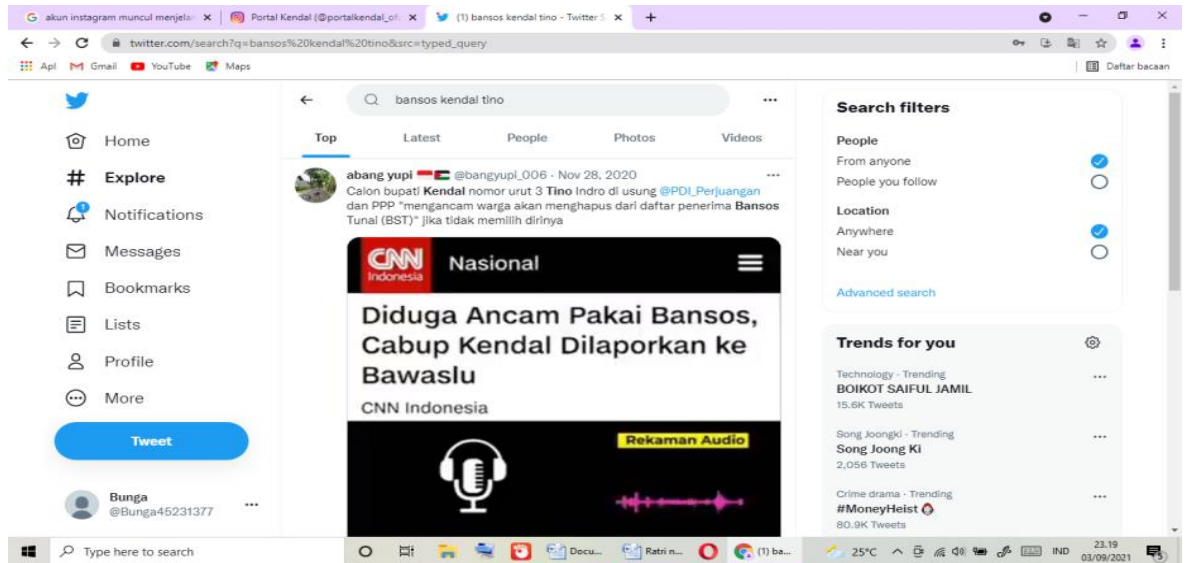 akun instagram muncul menjela
Portal Kendal (@portalkendal_of
(1) bansos kendal tino - Twitter S
twitter.com/search?q=bansos%20kendal%20tino&src=typed_query
Apl
Gmail
YouTube
Maps
Daftar bacaan
bansos kendal tino
Top
Latest
People
Photos
Videos
Home
Explore
Notifications
Messages
Bookmarks
Lists
Profile
More
Tweet
Bunga
@Bunga45231377
abang yupi @bangyupi_006 · Nov 28, 2020
Calon bupati Kendal nomor urut 3 Tino Indro di usung @PDI_Perjuangan
dan PPP "mengancam warga akan menghapus dari daftar penerima Bansos
Tunai (BST)" jika tidak memilih dirinya
CNN
Indonesia
Nasional
Diduga Ancam Pakai Bansos,
Cabup Kendal Dilaporkan ke
Bawaslu
CNN Indonesia
Rekaman Audio
Search filters
People
From anyone
People you follow
Location
Anywhere
Near you
Advanced search
Trends for you
Technology · Trending
BOIKOT SAIFUL JAMIL
15.6K Tweets
Song Joongki · Trending
Song Joong Ki
2,056 Tweets
Crime drama · Trending
#MoneyHeist
80.9K Tweets
Type here to search
Docu...
Ratri n...
(1) ba...
25°C
IND
23.19
03/09/2021